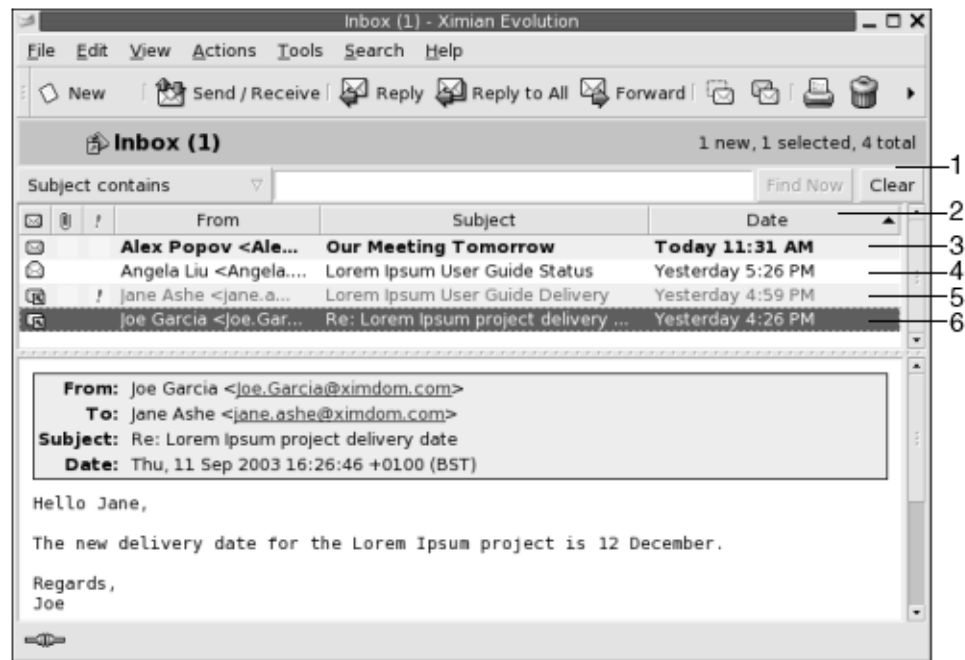 Inbox (1) - Ximian Evolution
File Edit View Actions Tools Search Help
New Send / Receive Reply Reply to All Forward
Inbox (1) 1 new, 1 selected, 4 total
1
Subject contains Find Now Clear
! From Subject Date 2
Alex Popov <Ale... Our Meeting Tomorrow Today 11:31 AM 3
Angela Liu <Angela.... Lorem Ipsum User Guide Status Yesterday 5:26 PM 4
! Jane Ashe <jane.a... Lorem Ipsum User Guide Delivery Yesterday 4:59 PM 5
Joe Garcia <Joe.Gar... Re: Lorem Ipsum project delivery ... Yesterday 4:26 PM 6
From: Joe Garcia <Joe.Garcia@ximdom.com>
To: Jane Ashe <jane.ashe@ximdom.com>
Subject: Re: Lorem Ipsum project delivery date
Date: Thu, 11 Sep 2003 16:26:46 +0100 (BST)
Hello Jane,
The new delivery date for the Lorem Ipsum project is 12 December.
Regards,
Joe